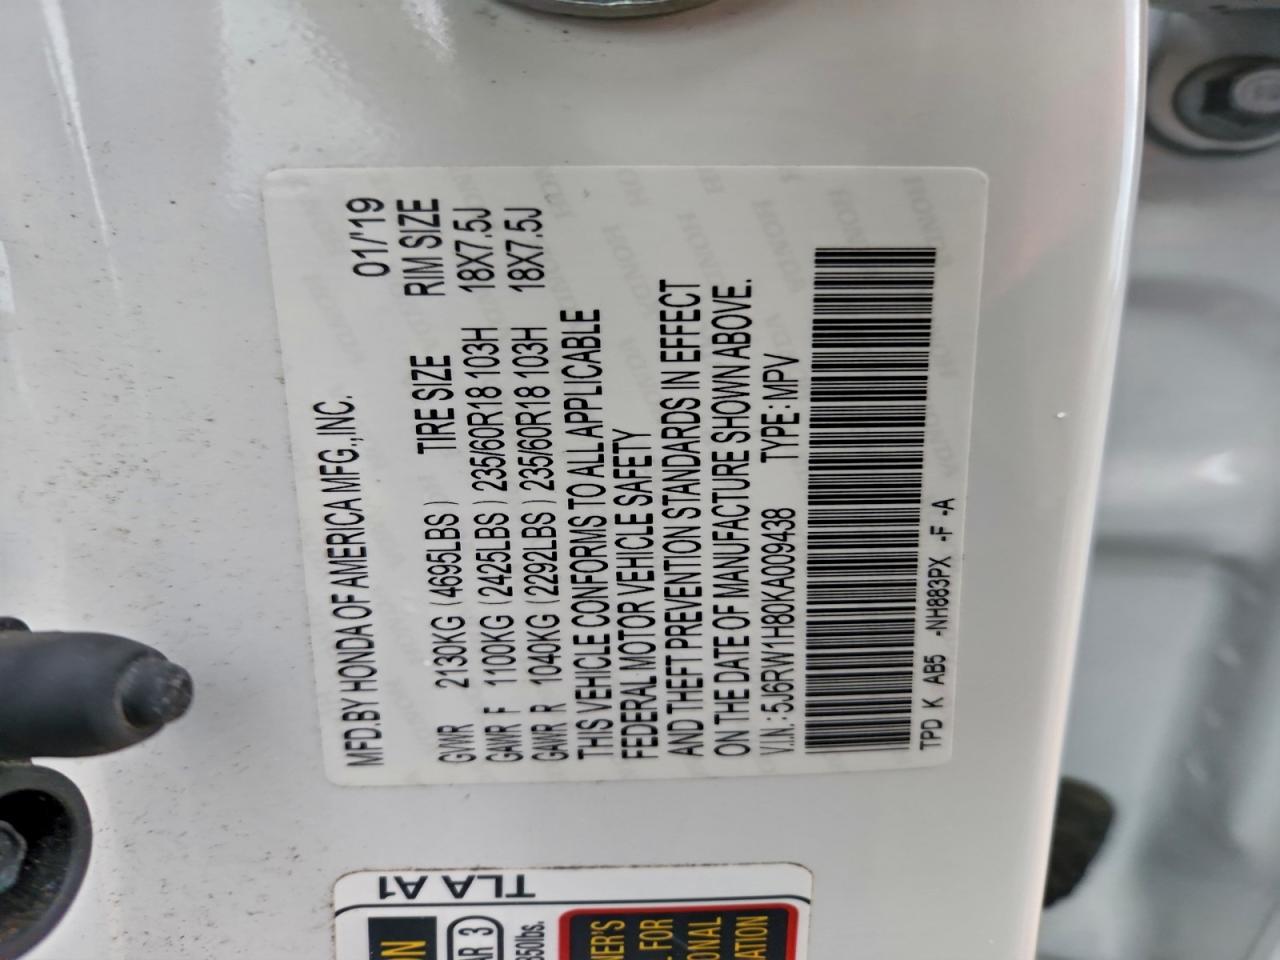 MFD.BY HONDA OF AMERICA MFG.,INC. 01/'19
TIRE SIZE RIM SIZE
GVWR 2130KG (4695LBS)
GAWR F 1100KG (2425LBS) 235/60R18 103H 18X7.5J
GAWR R 1040KG (2292LBS) 235/60R18 103H 18X7.5J
THIS VEHICLE CONFORMS TO ALL APPLICABLE
FEDERAL MOTOR VEHICLE SAFETY
AND THEFT PREVENTION STANDARDS IN EFFECT
ON THE DATE OF MANUFACTURE SHOWN ABOVE.
V.I.N.: 5J6RW1H80KA009438 TYPE: MPV
TPD K AB5 -NH883PX -F -A
TLA A1
350lbs.